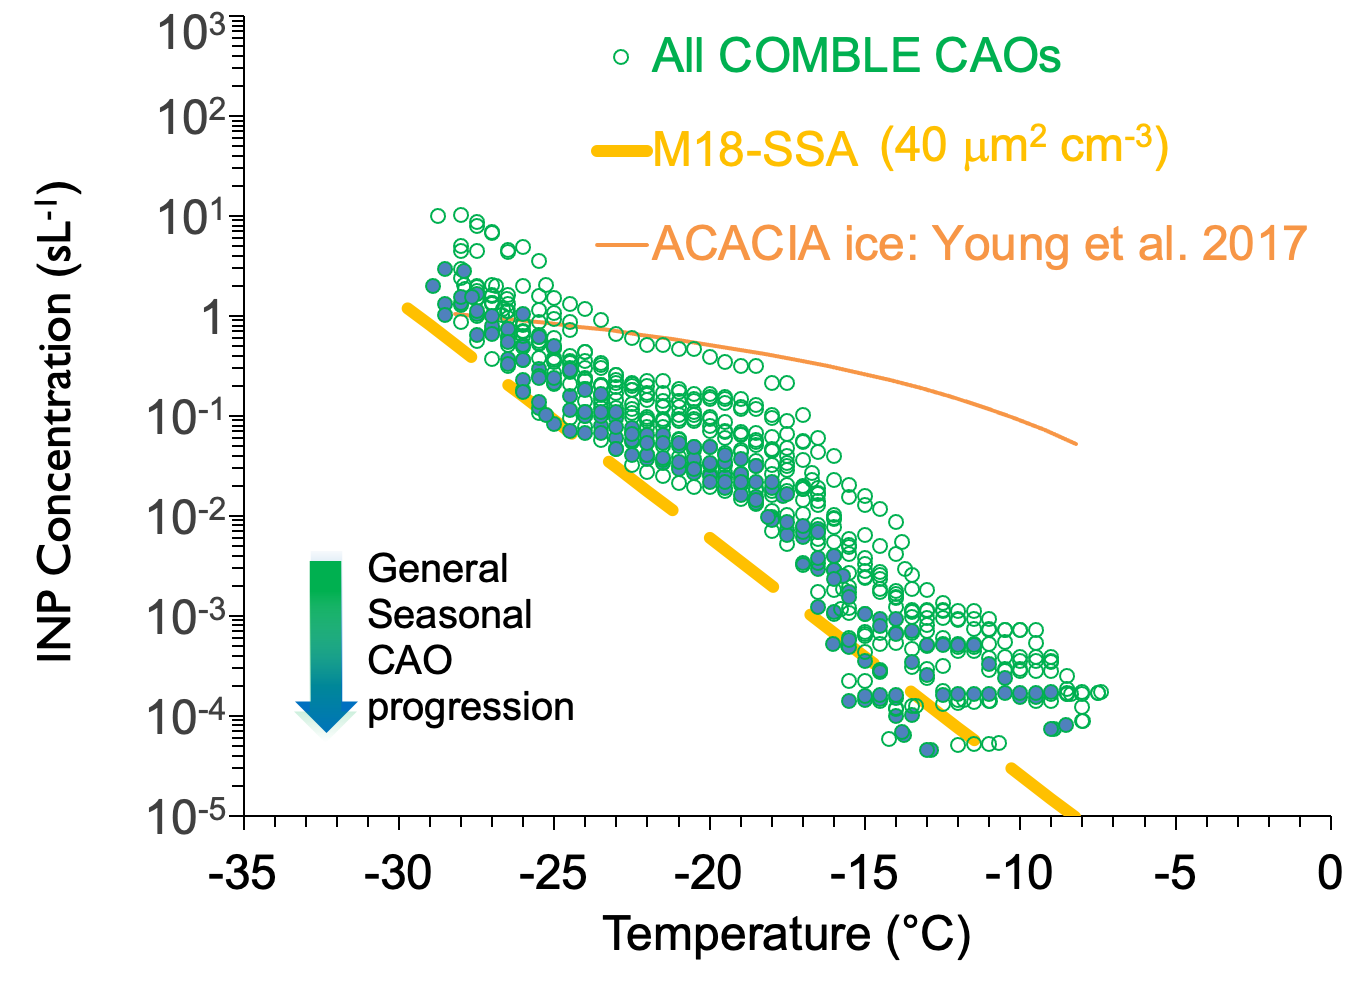 10³
10²
10¹
1
10⁻¹
10⁻²
10⁻³
10⁻⁴
10⁻⁵
INP Concentration (sL⁻¹)
All COMBLE CAOs
M18-SSA (40 μm² cm⁻³)
ACACIA ice: Young et al. 2017
General
Seasonal
CAO
progression
-35 -30 -25 -20 -15 -10 -5 0
Temperature (°C)